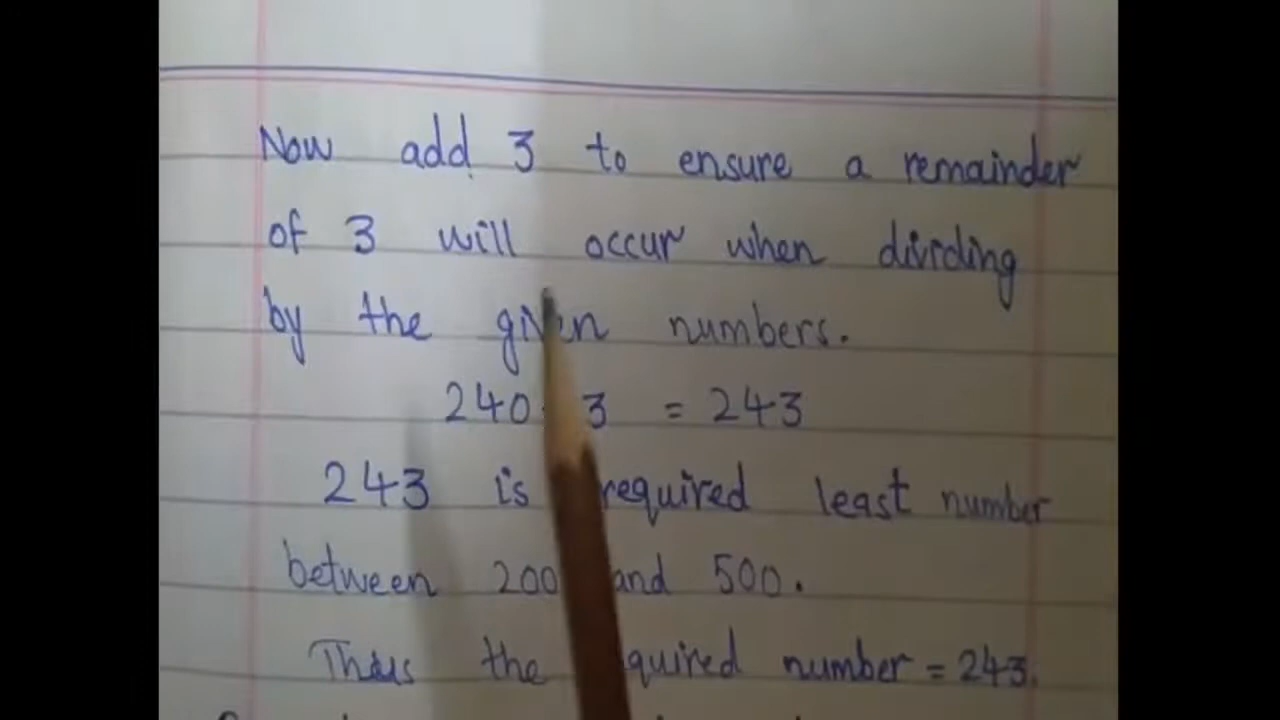 Now add 3 to ensure a remainder
of 3 will occur when dividing
by the given numbers.
240 3 = 243
243 is required least number
between 200 and 500.
Thus the quired number = 243.